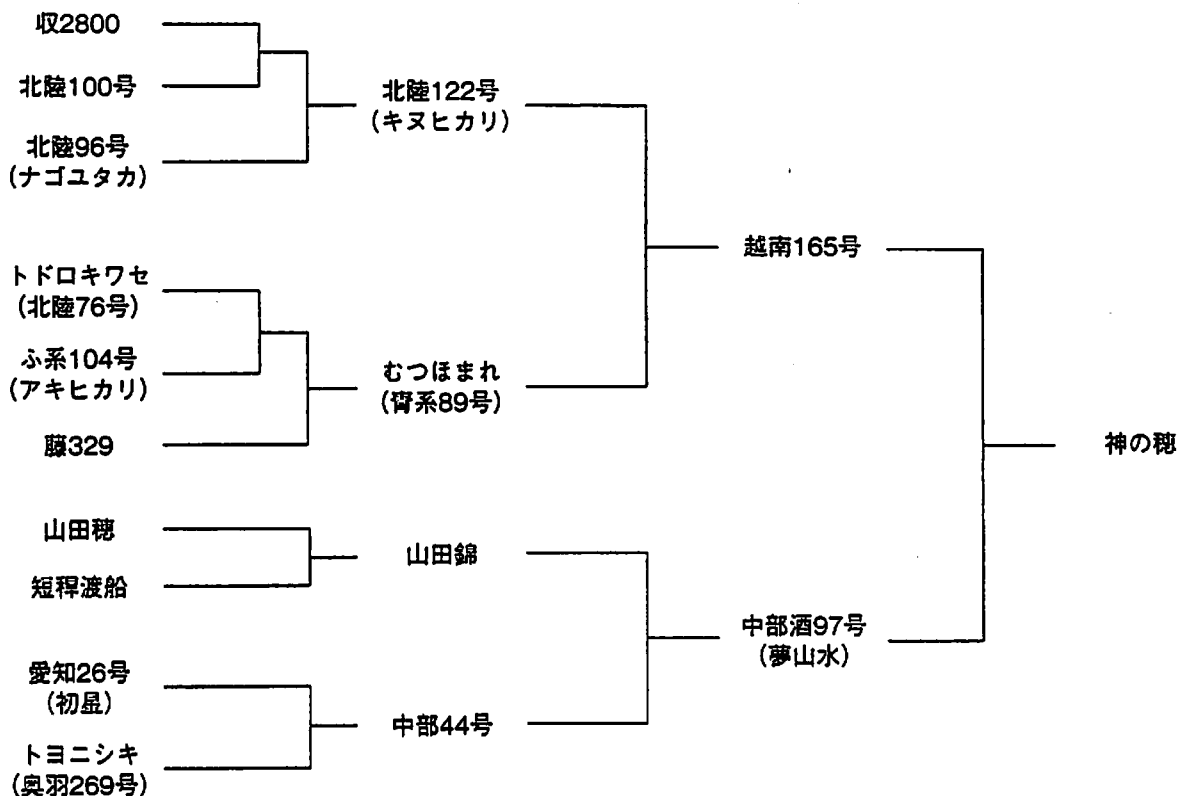 収2800
北陸100号
北陸96号
(ナゴユタカ)
北陸122号
(キヌヒカリ)
トドロキワセ
(北陸76号)
ふ系104号
(アキヒカリ)
藤329
むつほまれ
(青系89号)
越南165号
山田穂
短稈渡船
山田錦
愛知26号
(初星)
トヨニシキ
(奥羽269号)
中部44号
中部酒97号
(夢山水)
神の穂